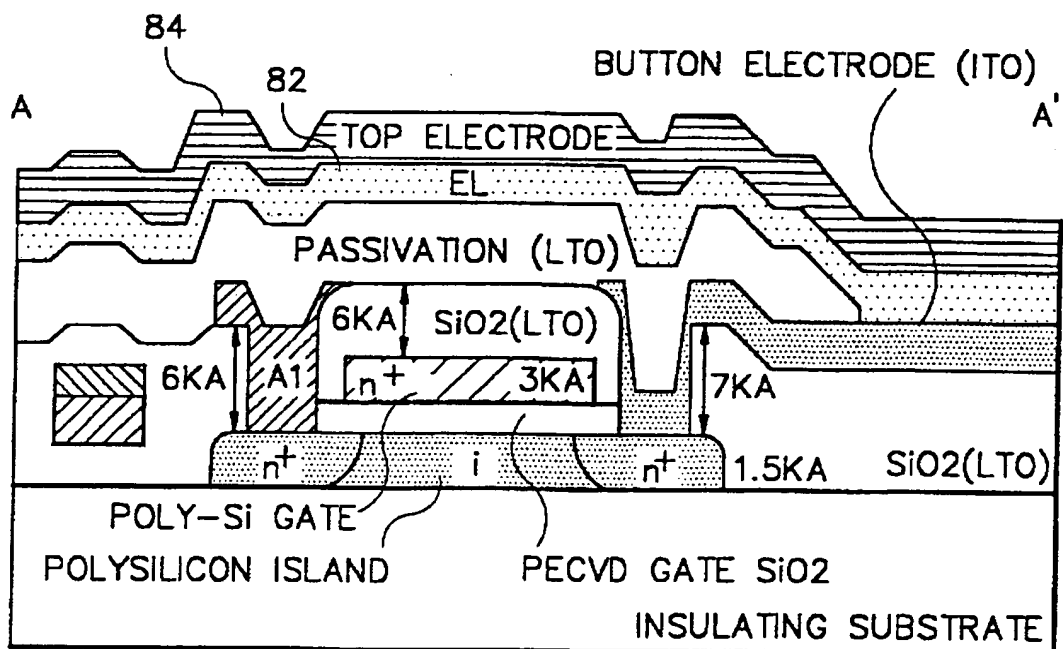 84
BUTTON ELECTRODE (ITO)
A
82
A'
TOP ELECTRODE
EL
PASSIVATION (LTO)
6KA
SiO2(LTO)
6KA
A1
n+
3KA
7KA
n+
i
n+
1.5KA
SiO2(LTO)
POLY-Si GATE
POLYSILICON ISLAND
PECVD GATE SiO2
INSULATING SUBSTRATE